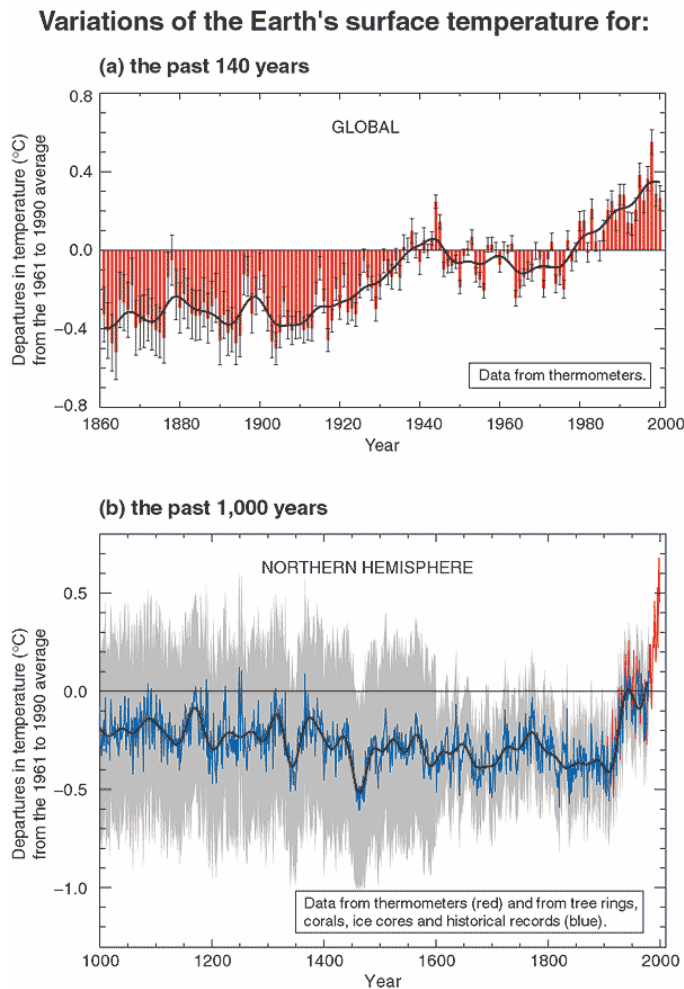 Variations of the Earth's surface temperature for:
(a) the past 140 years
GLOBAL
Departures in temperature (°C)
from the 1961 to 1990 average
0.8
0.4
0.0
−0.4
−0.8
Data from thermometers.
1860 1880 1900 1920 1940 1960 1980 2000
Year
(b) the past 1,000 years
NORTHERN HEMISPHERE
Departures in temperature (°C)
from the 1961 to 1990 average
0.5
0.0
−0.5
−1.0
Data from thermometers (red) and from tree rings,
corals, ice cores and historical records (blue).
1000 1200 1400 1600 1800 2000
Year